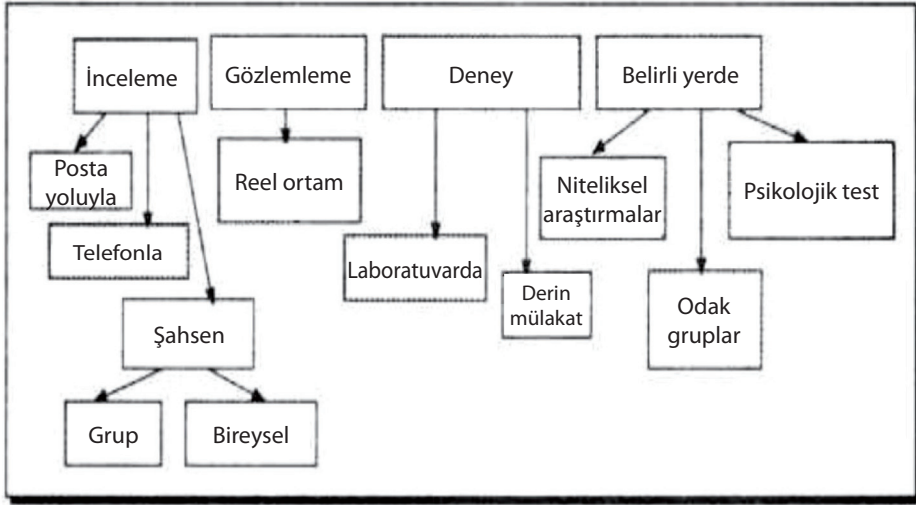 İnceleme
Gözlemleme
Deney
Belirli yerde
Posta
yoluyla
Telefonla
Şahsen
Grup
Bireysel
Reel ortam
Laboratuvarda
Derin
mülakat
Niteliksel
araştırmalar
Odak
gruplar
Psikolojik test